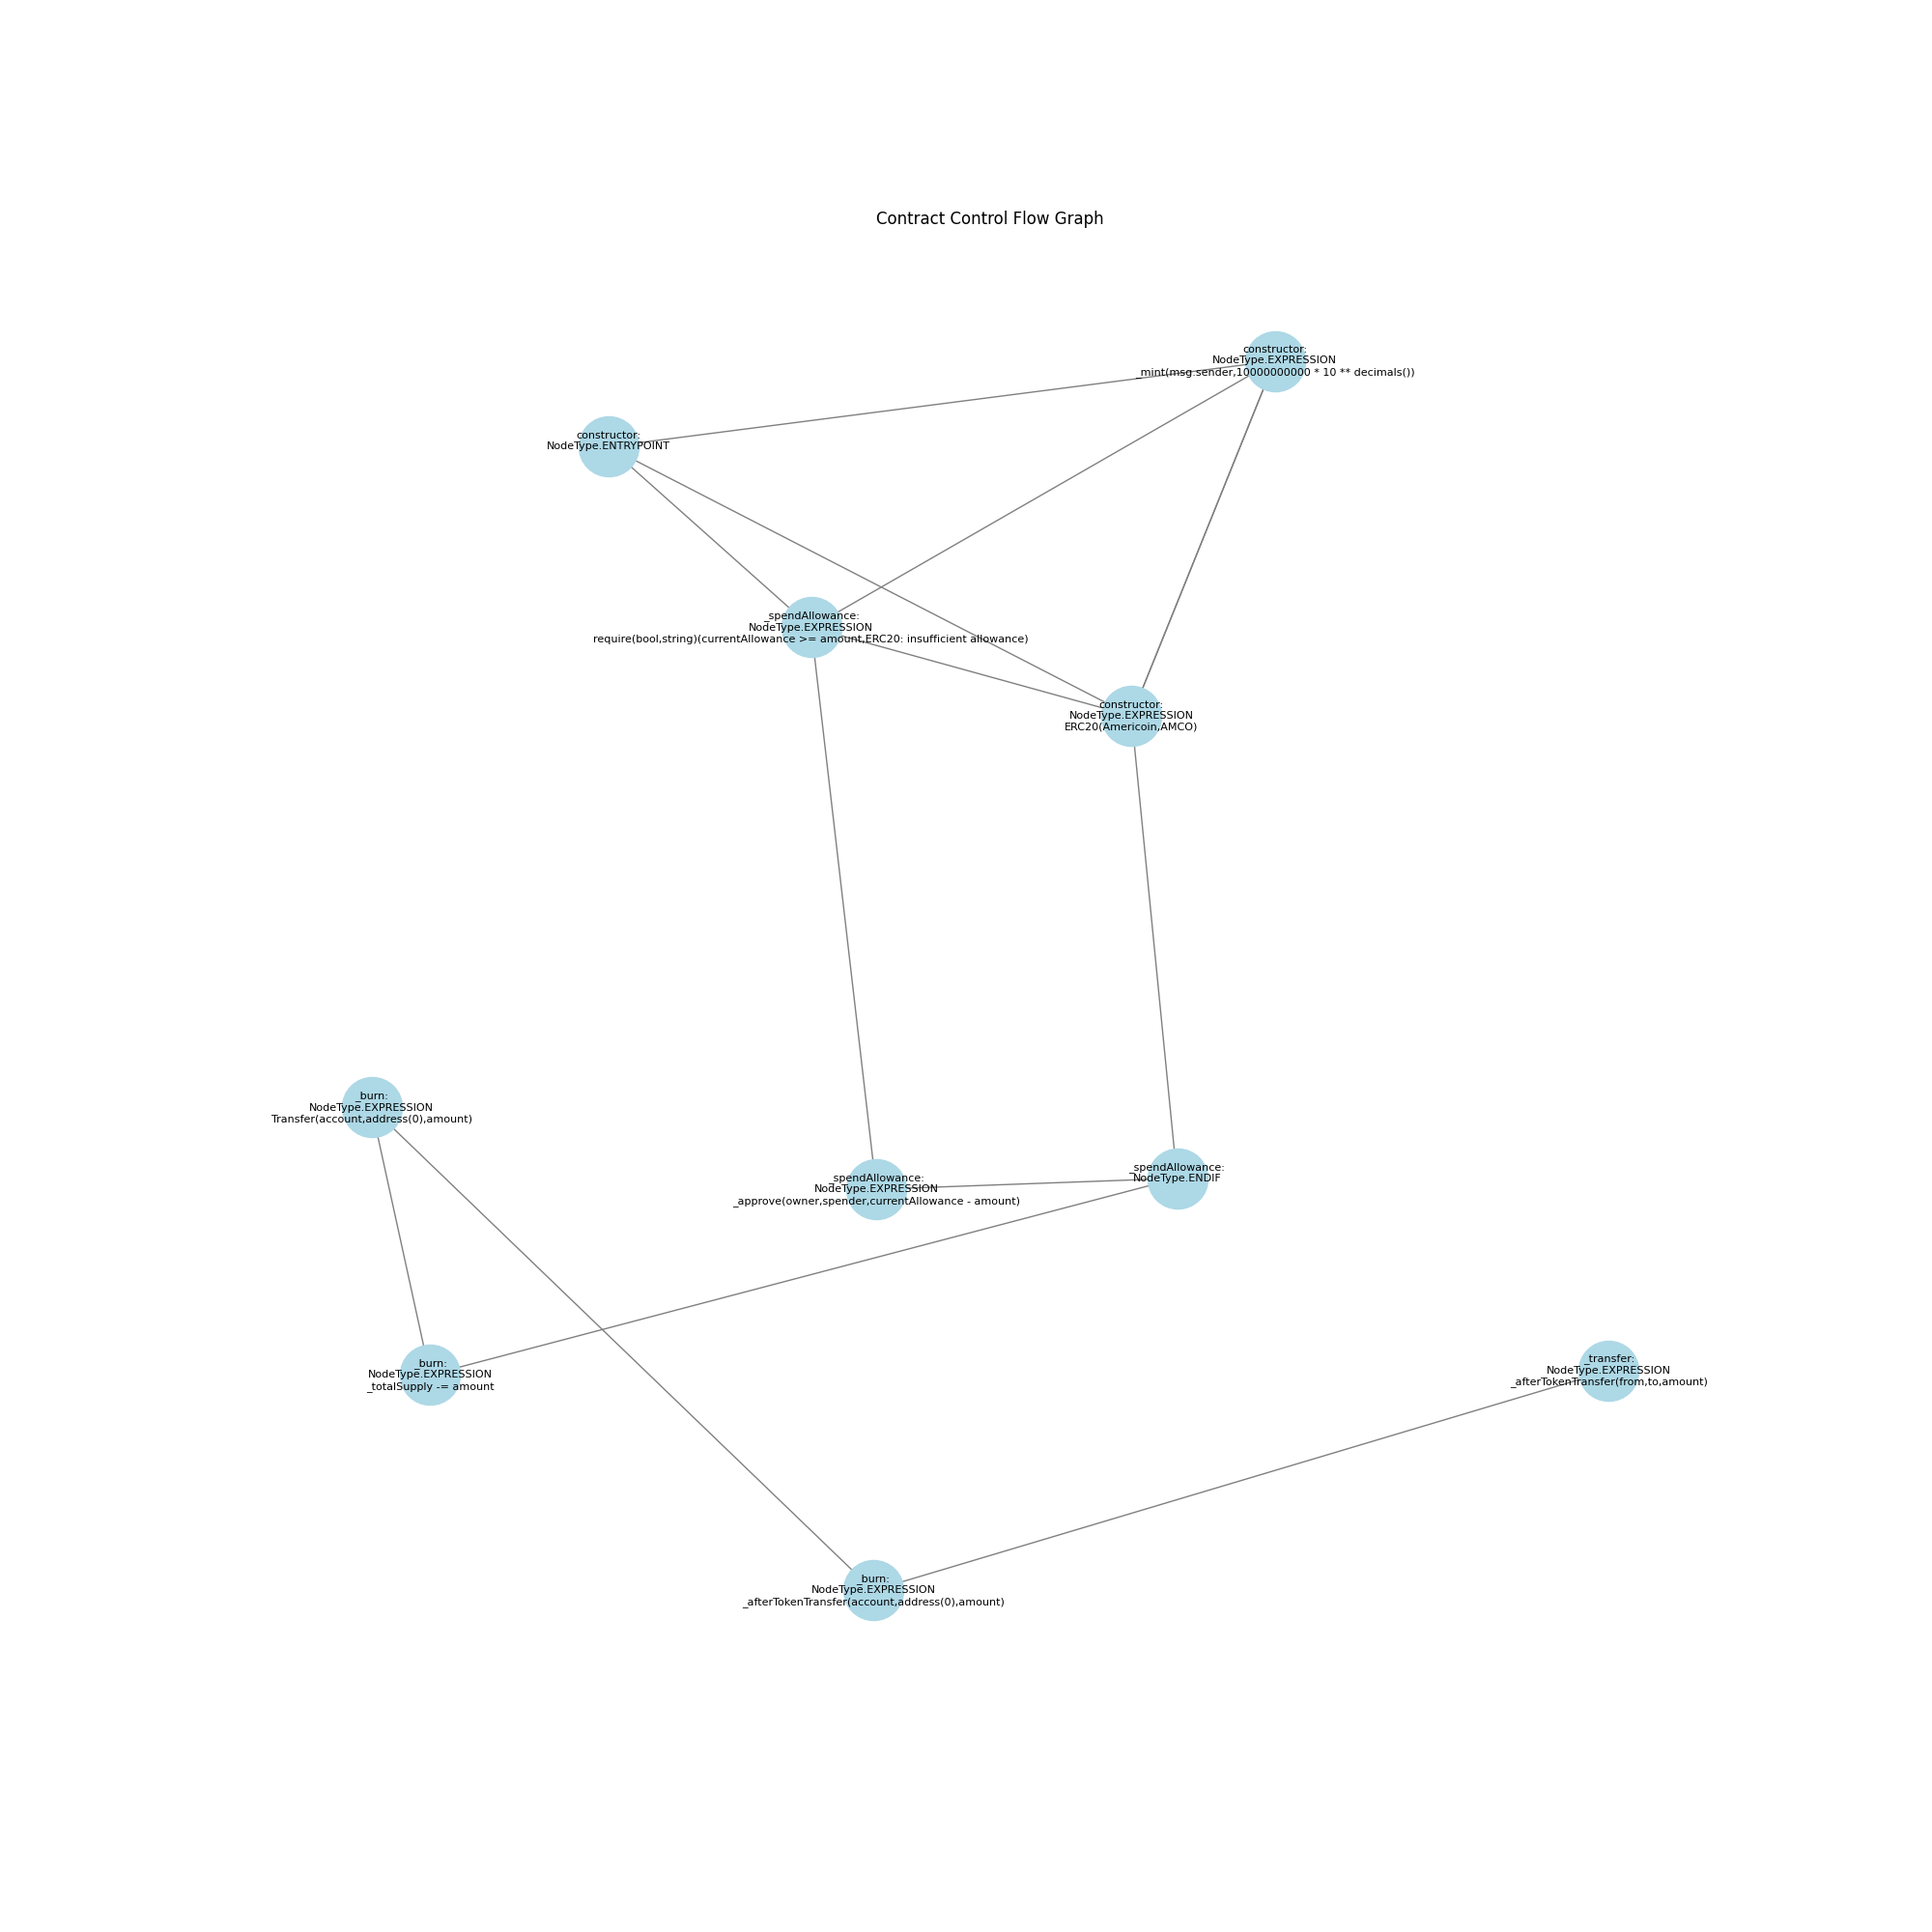 Contract Control Flow Graph
constructor:
NodeType.EXPRESSION
_mint(msg.sender,10000000000 * 10 ** decimals())
constructor:
NodeType.ENTRYPOINT
_spendAllowance:
NodeType.EXPRESSION
require(bool,string)(currentAllowance >= amount,ERC20: insufficient allowance)
constructor:
NodeType.EXPRESSION
ERC20(Americoin,AMCO)
_burn:
NodeType.EXPRESSION
Transfer(account,address(0),amount)
_spendAllowance:
NodeType.EXPRESSION
_approve(owner,spender,currentAllowance - amount)
_spendAllowance:
NodeType.ENDIF
_burn:
NodeType.EXPRESSION
_totalSupply -= amount
_transfer:
NodeType.EXPRESSION
_afterTokenTransfer(from,to,amount)
_burn:
NodeType.EXPRESSION
_afterTokenTransfer(account,address(0),amount)